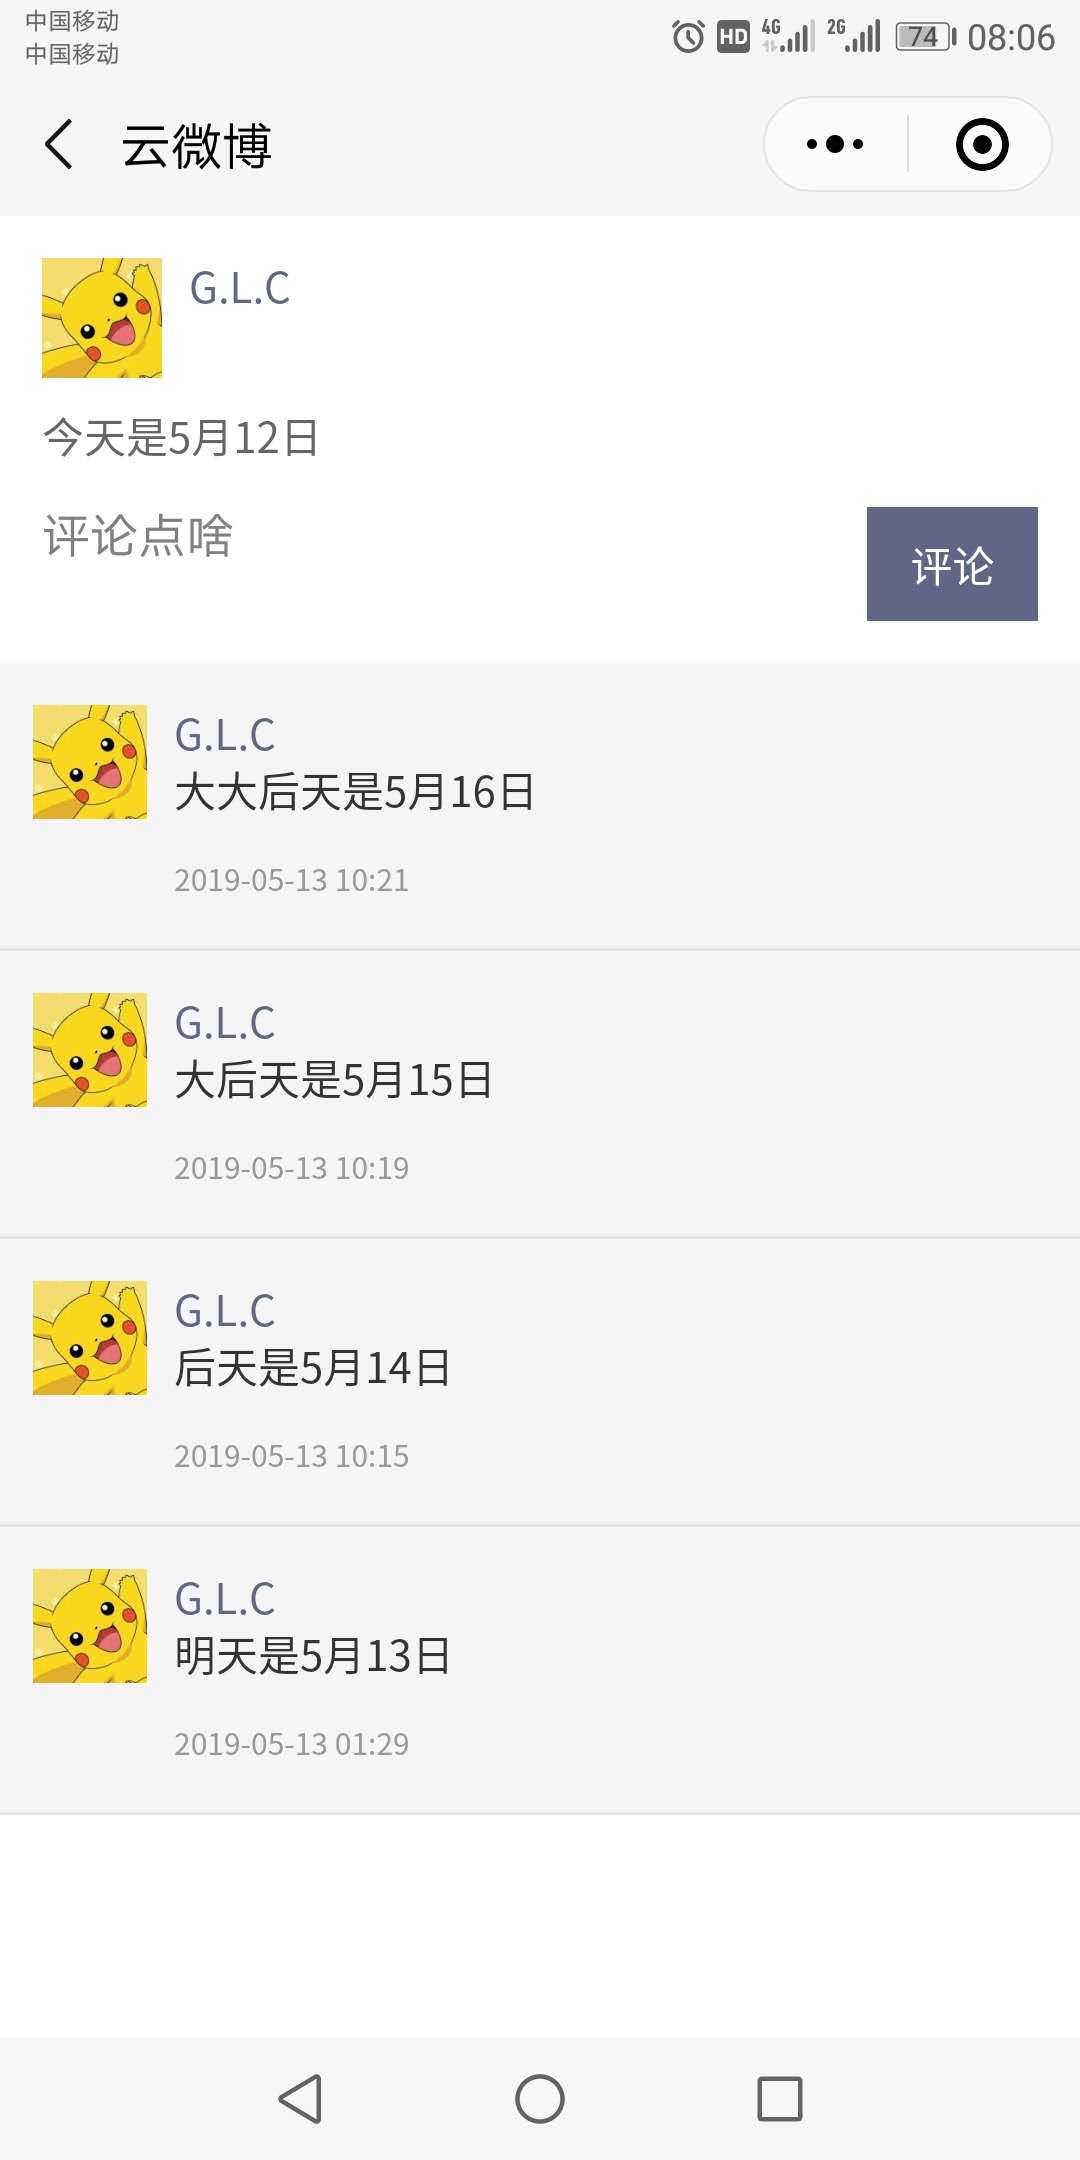 中国移动
中国移动
HD 4G 2G 74 08:06
云微博
G.L.C
今天是5月12日
评论点啥
评论
G.L.C
大大后天是5月16日
2019-05-13 10:21
G.L.C
大后天是5月15日
2019-05-13 10:19
G.L.C
后天是5月14日
2019-05-13 10:15
G.L.C
明天是5月13日
2019-05-13 01:29